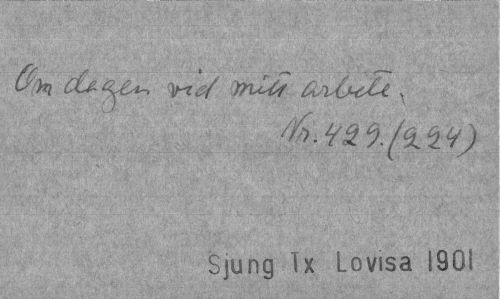 Om dagen vid mitt arbete.
Nr. 429. (224)
Sjung Tx Lovisa 1901